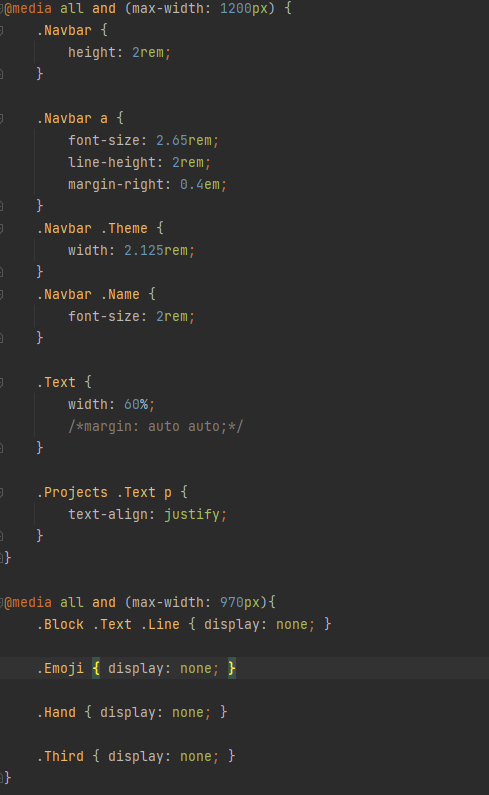 @media all and (max-width: 1200px) {
    .Navbar {
        height: 2rem;
    }

    .Navbar a {
        font-size: 2.65rem;
        line-height: 2rem;
        margin-right: 0.4em;
    }
    .Navbar .Theme {
        width: 2.125rem;
    }
    .Navbar .Name {
        font-size: 2rem;
    }

    .Text {
        width: 60%;
        /*margin: auto auto;*/
    }

    .Projects .Text p {
        text-align: justify;
    }
}

@media all and (max-width: 970px){
    .Block .Text .Line { display: none; }

    .Emoji { display: none; }

    .Hand { display: none; }

    .Third { display: none; }
}